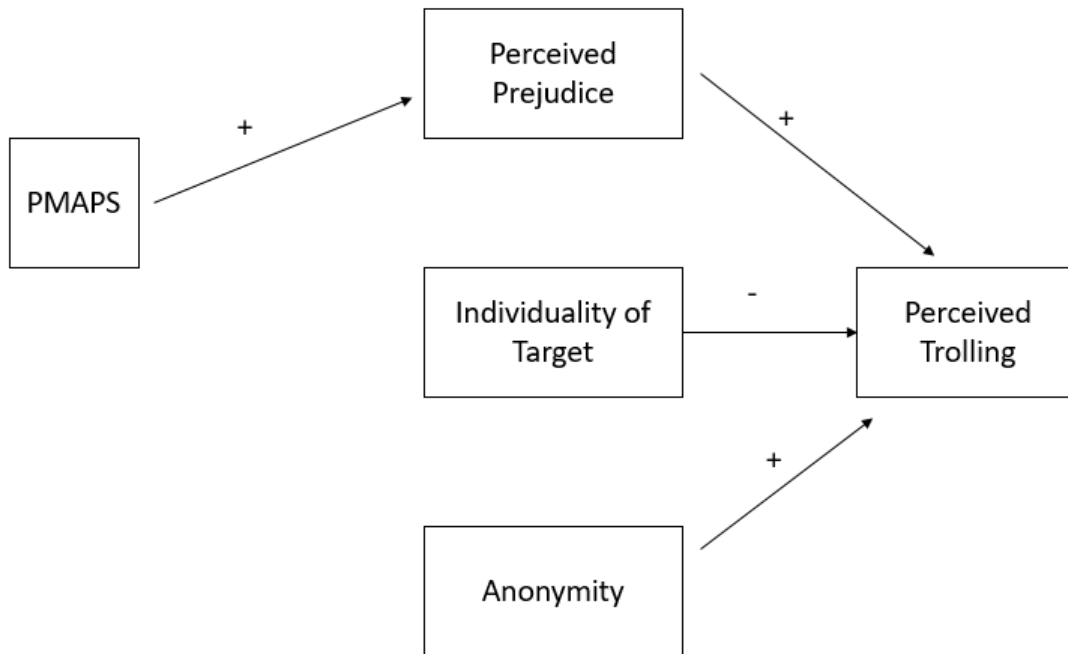 Perceived
Prejudice
+
+
PMAPS
Individuality of
Target
-
Perceived
Trolling
+
Anonymity